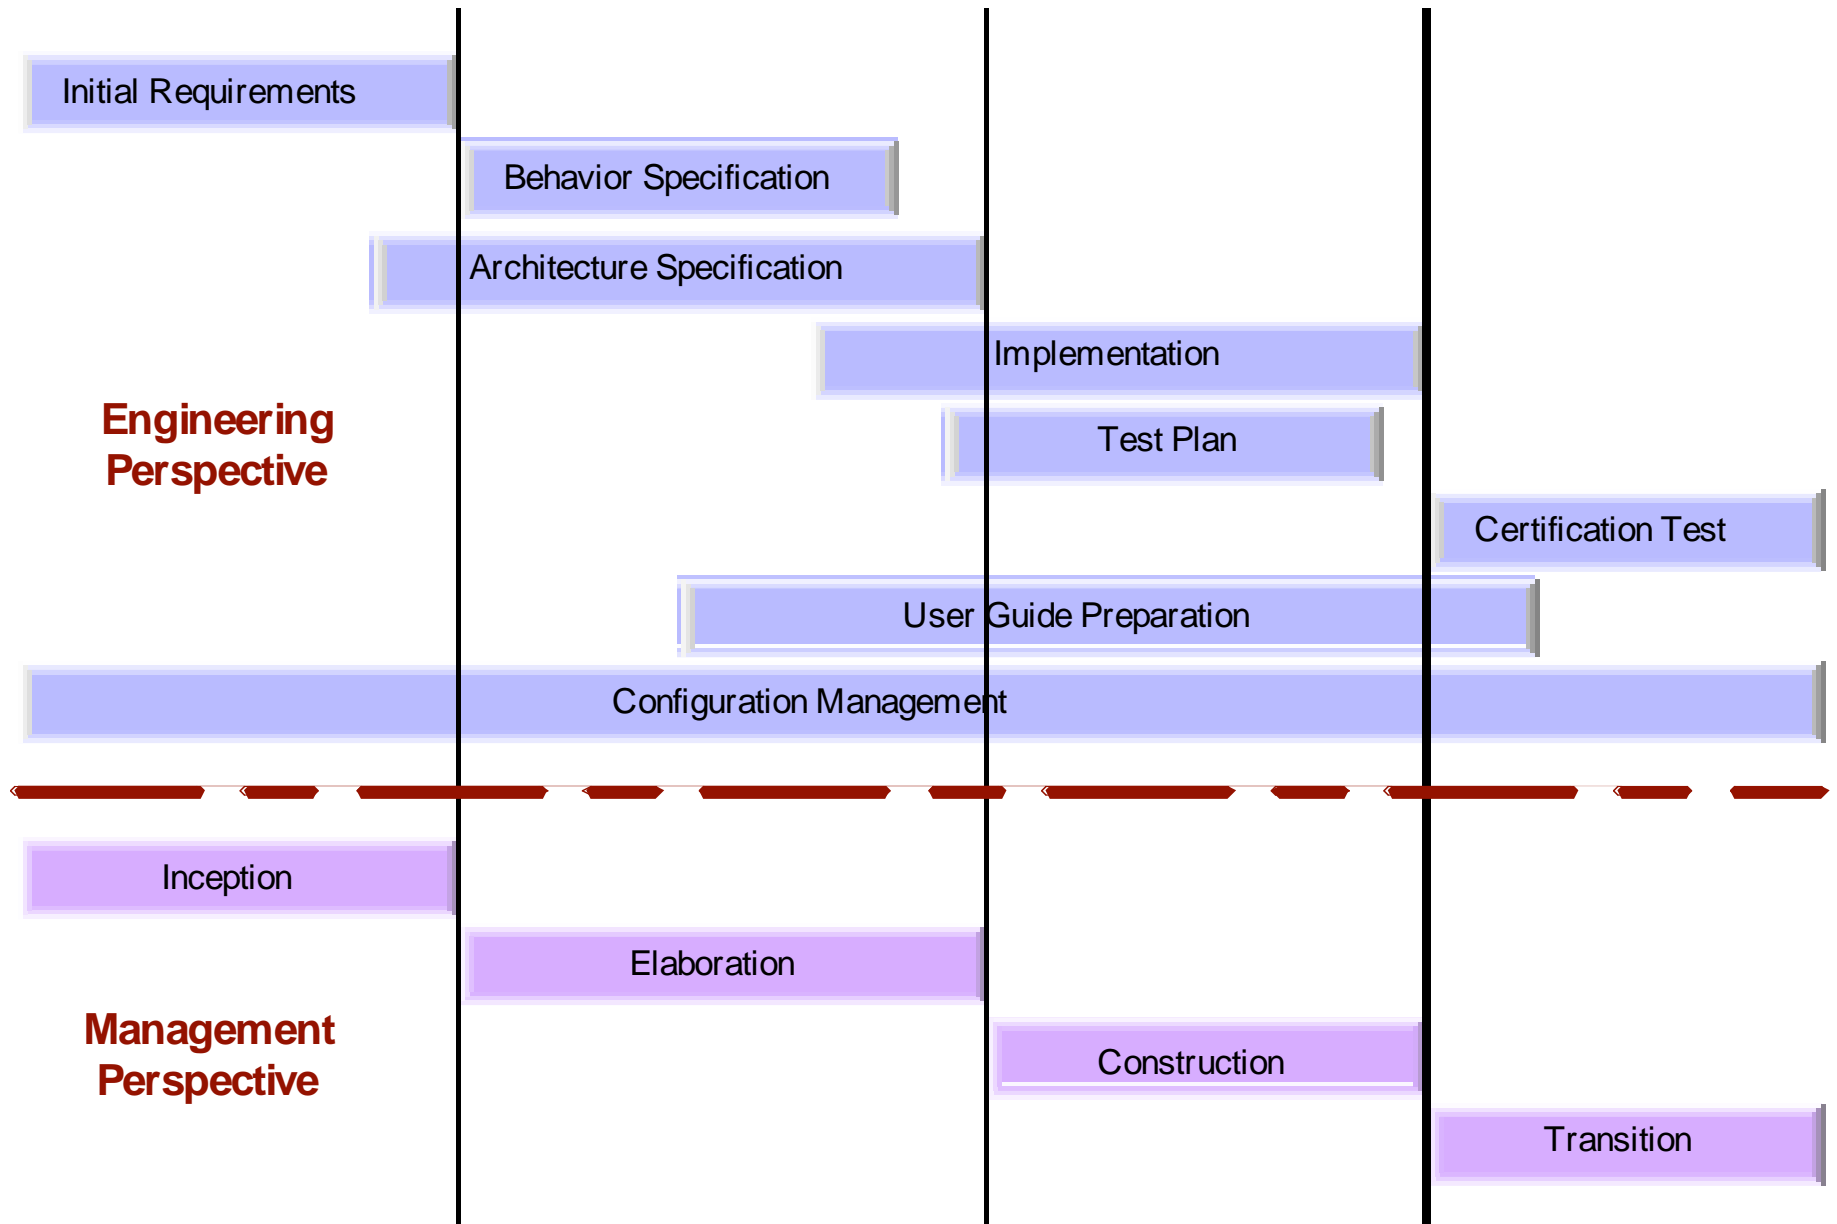 Initial Requirements
Behavior Specification
Architecture Specification
Implementation
Engineering
Perspective
Test Plan
Certification Test
User Guide Preparation
Configuration Management
Inception
Elaboration
Management
Perspective
Construction
Transition